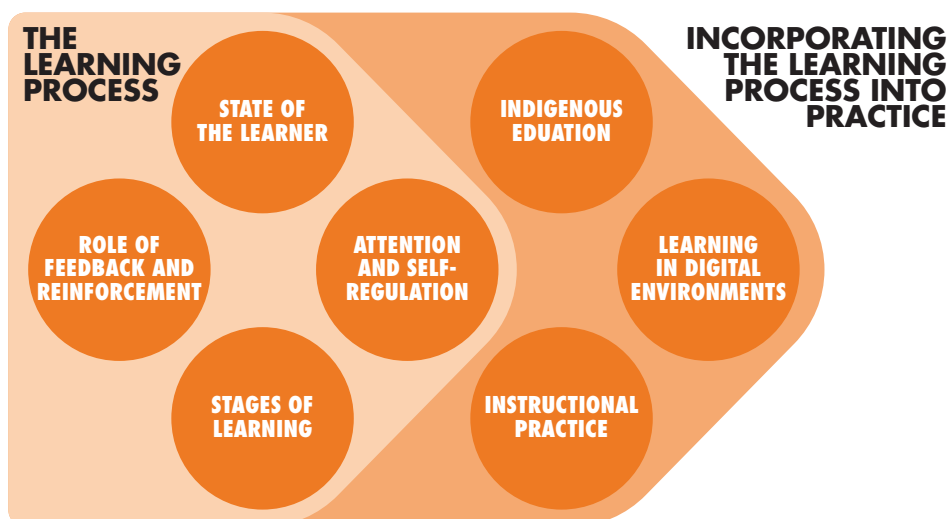 THE
LEARNING
PROCESS
STATE OF
THE LEARNER
ROLE OF
FEEDBACK AND
REINFORCEMENT
ATTENTION
AND SELF-
REGULATION
STAGES OF
LEARNING
INCORPORATING
THE LEARNING
PROCESS INTO
PRACTICE
INDIGENOUS
EDUATION
LEARNING
IN DIGITAL
ENVIRONMENTS
INSTRUCTIONAL
PRACTICE